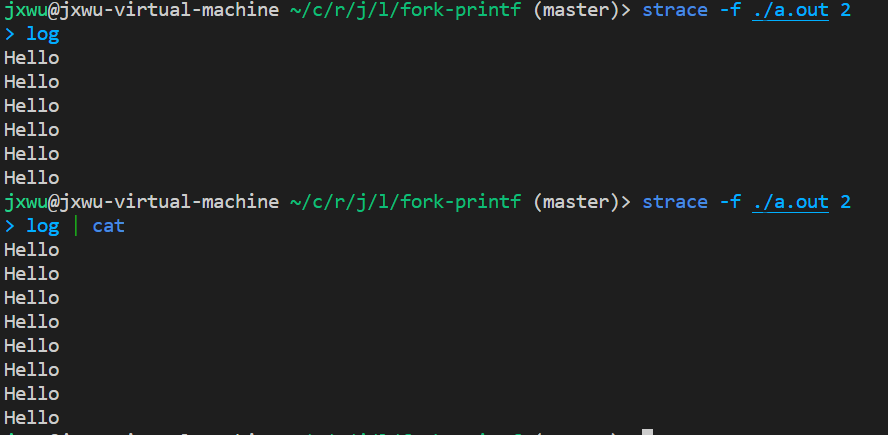 jxwu@jxwu-virtual-machine ~/c/r/j/l/fork-printf (master)> strace -f ./a.out 2
> log
Hello
Hello
Hello
Hello
Hello
Hello
jxwu@jxwu-virtual-machine ~/c/r/j/l/fork-printf (master)> strace -f ./a.out 2
> log | cat
Hello
Hello
Hello
Hello
Hello
Hello
Hello
Hello